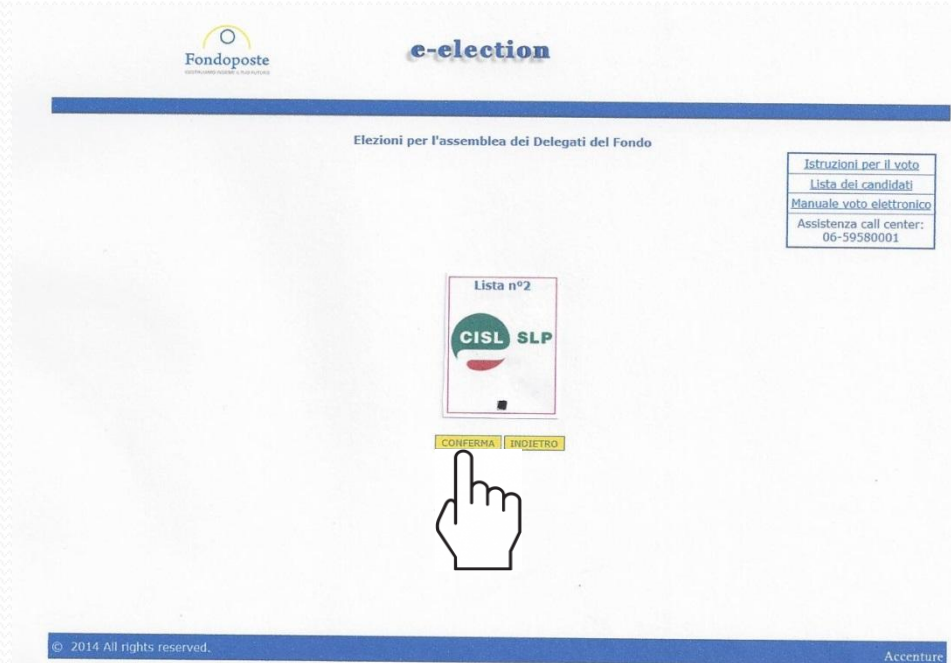 Fondoposte
e-election
Elezioni per l'assemblea dei Delegati del Fondo
Istruzioni per il voto
Lista dei candidati
Manuale voto elettronico
Assistenza call center:
06-59580001
Lista n°2
CISL SLP
CONFERMA INDIETRO
© 2014 All rights reserved.
Accenture